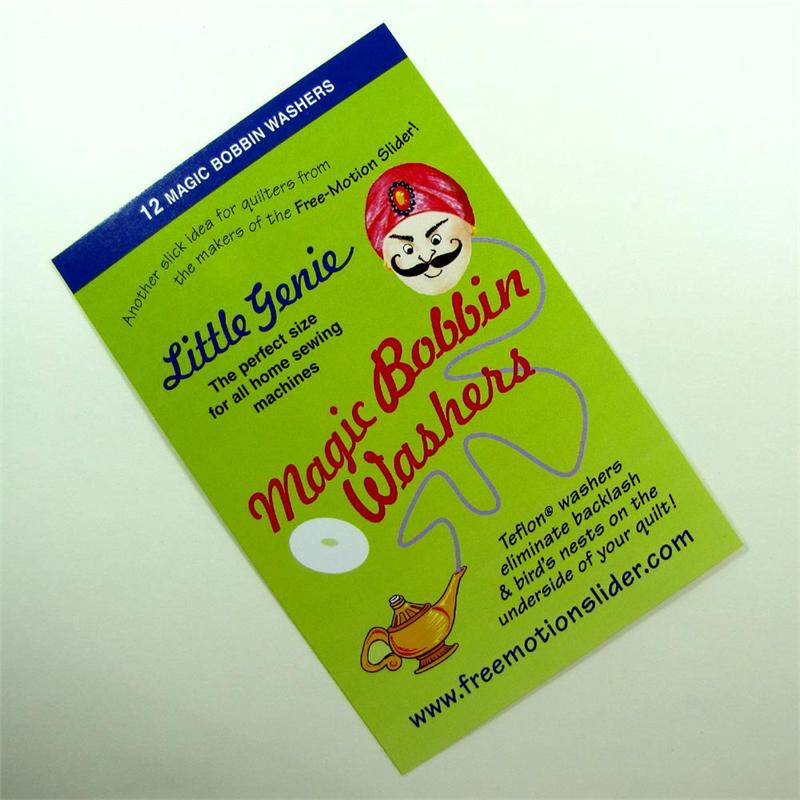 12 MAGIC BOBBIN WASHERS
Another slick idea for quilters from
the makers of the Free-Motion Slider!
Little Genie
The perfect size
for all home sewing
machines
Magic Bobbin
Washers
Teflon® washers
eliminate backlash
& bird's nests on the
underside of your quilt!
www.freemotionslider.com